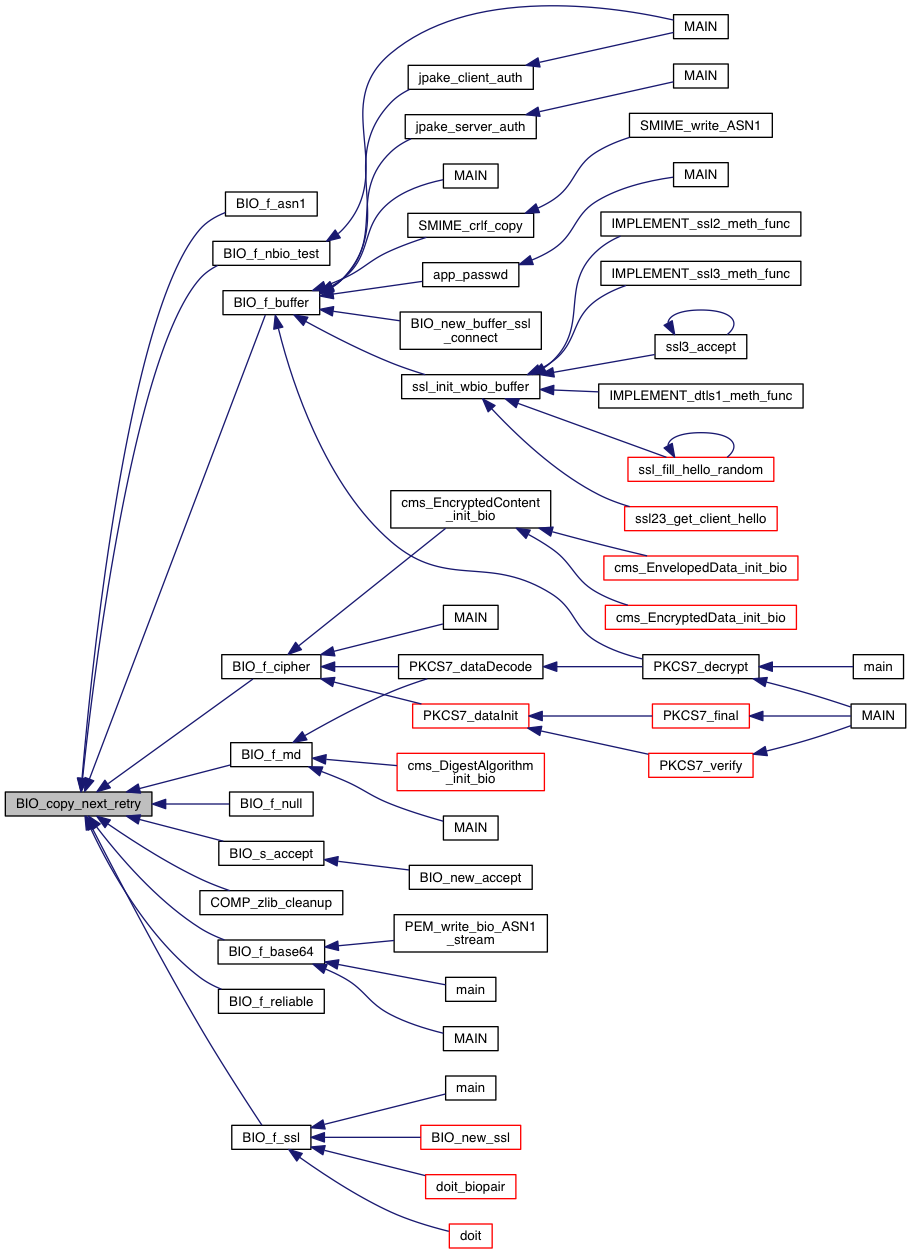 MAIN
jpake_client_auth
MAIN
jpake_server_auth
SMIME_write_ASN1
MAIN
MAIN
BIO_f_asn1
SMIME_crlf_copy
IMPLEMENT_ssl2_meth_func
BIO_f_nbio_test
app_passwd
IMPLEMENT_ssl3_meth_func
BIO_f_buffer
BIO_new_buffer_ssl
_connect
ssl3_accept
ssl_init_wbio_buffer
IMPLEMENT_dtls1_meth_func
ssl_fill_hello_random
cms_EncryptedContent
_init_bio
ssl23_get_client_hello
cms_EnvelopedData_init_bio
MAIN
cms_EncryptedData_init_bio
BIO_f_cipher
PKCS7_dataDecode
PKCS7_decrypt
main
PKCS7_dataInit
PKCS7_final
MAIN
BIO_f_md
cms_DigestAlgorithm
_init_bio
PKCS7_verify
BIO_copy_next_retry
BIO_f_null
MAIN
BIO_s_accept
BIO_new_accept
COMP_zlib_cleanup
PEM_write_bio_ASN1
_stream
BIO_f_base64
main
BIO_f_reliable
MAIN
main
BIO_f_ssl
BIO_new_ssl
doit_biopair
doit